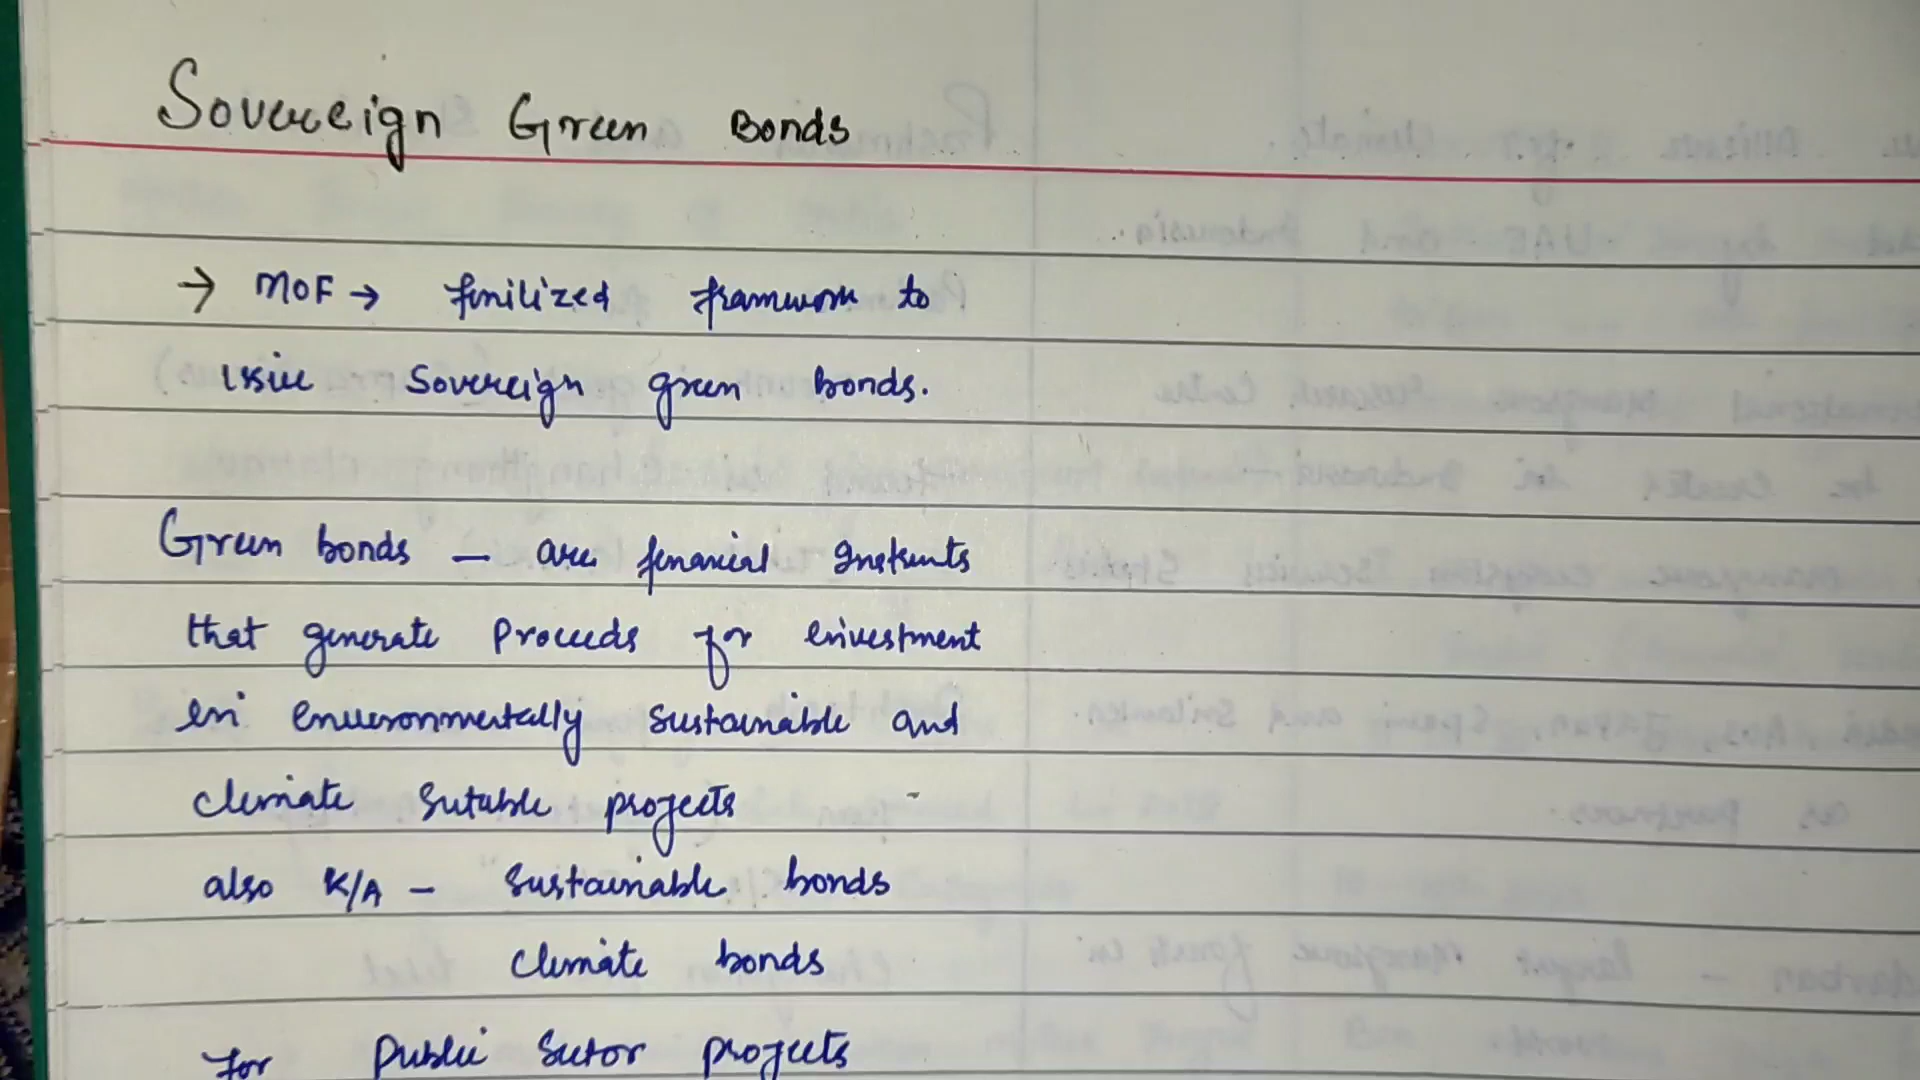 Sovereign Green Bonds
→ MOF → finilized framework to
issue Sovereign green bonds.
Green bonds — are financial Instruments
that generate Proceeds for investment
in environmentally sustainable and
climate Sutable projects
also K/A – Sustainable bonds
climate bonds
for Public Sector projects